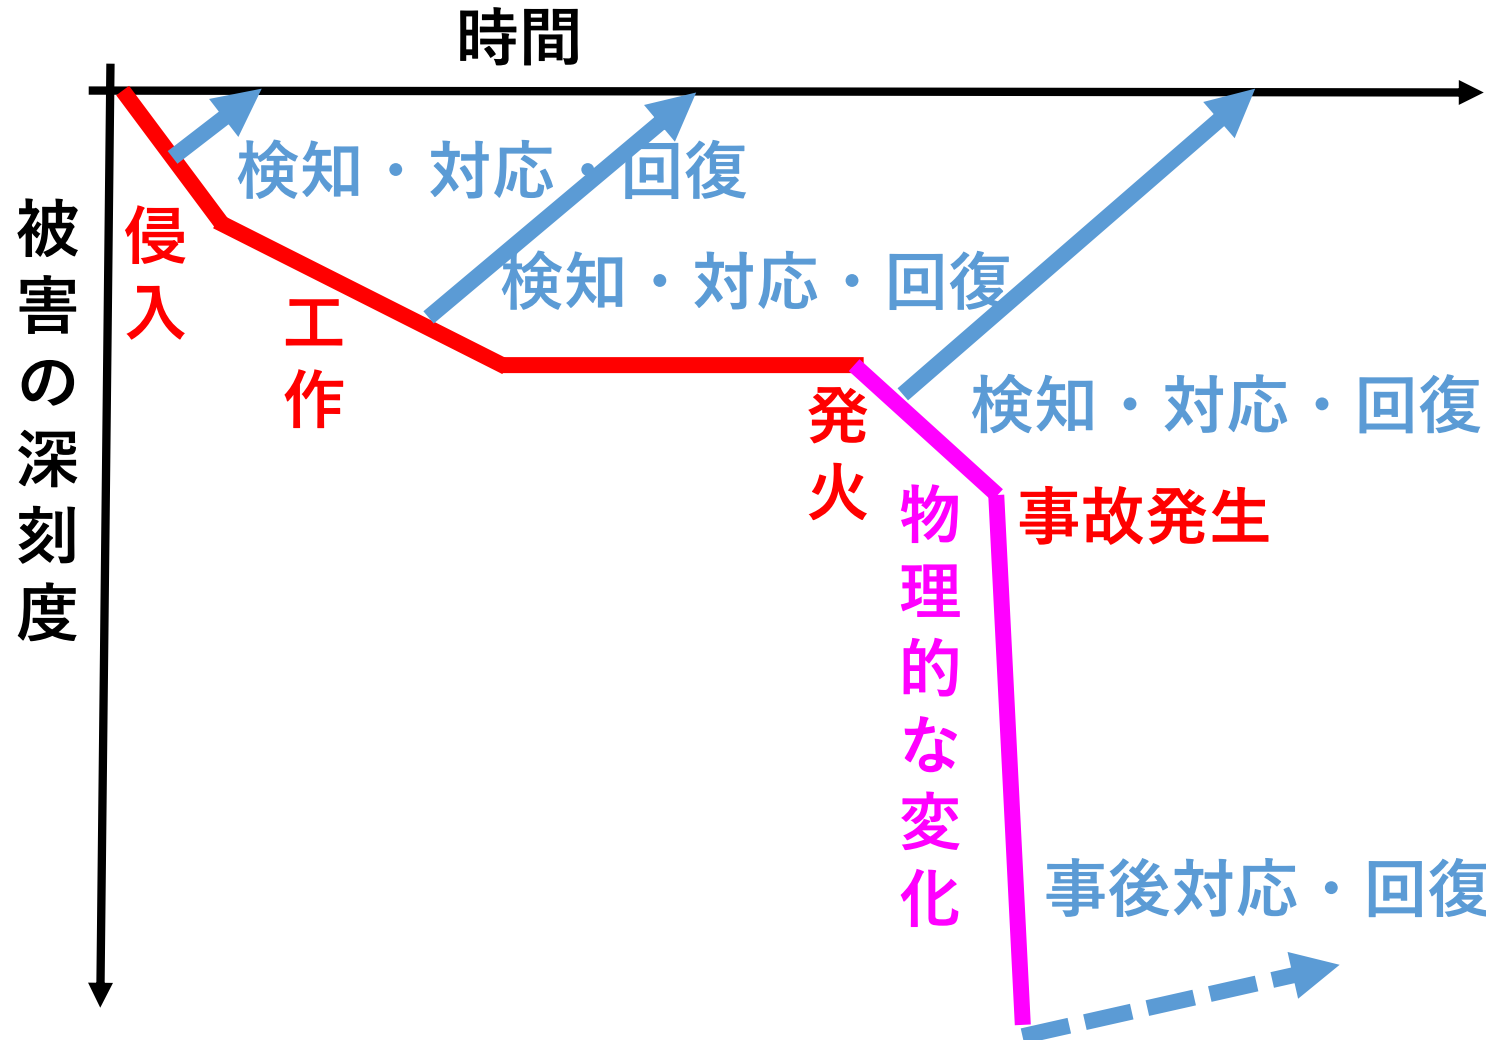 時間
被害の深刻度
検知・対応・回復
侵入
検知・対応・回復
工作
検知・対応・回復
発火
事故発生
物理的な変化
事後対応・回復